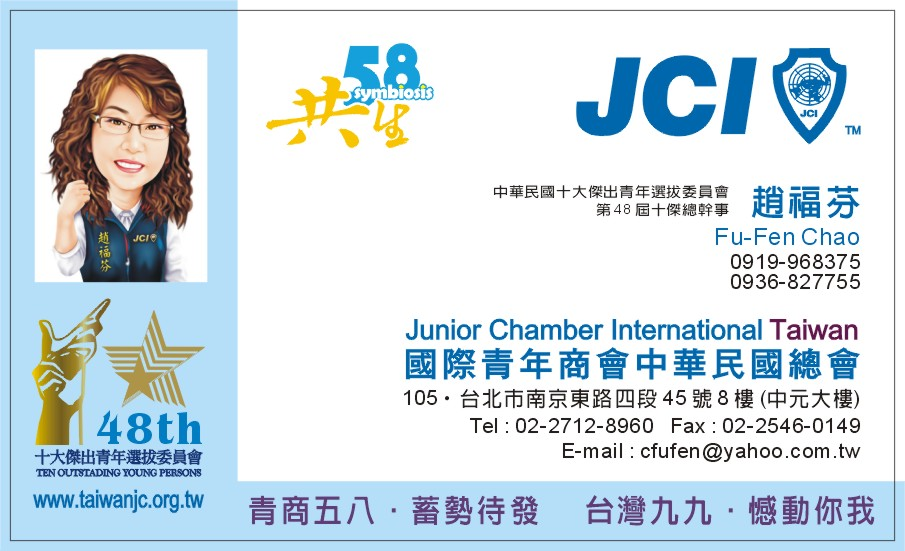 58
symbiosis
共生
JCI
JCI
TM
中華民國十大傑出青年選拔委員會
第48屆十傑總幹事
趙福芬
Fu-Fen Chao
0919-968375
0936-827755
趙福芬
JCI
Junior Chamber International Taiwan
國際青年商會中華民國總會
105・台北市南京東路四段45號8樓(中元大樓)
Tel : 02-2712-8960 Fax : 02-2546-0149
E-mail : cfufen@yahoo.com.tw
48th
十大傑出青年選拔委員會
TEN OUTSTADING YOUNG PERSONS
www.taiwanjc.org.tw
青商五八・蓄勢待發 台灣九九・憾動你我